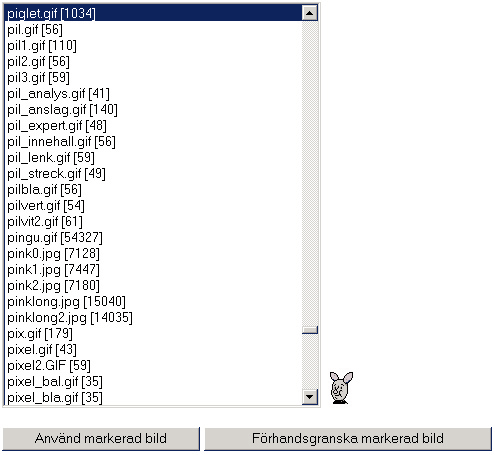 piglet.gif [1034]
pil.gif [56]
pil1.gif [110]
pil2.gif [56]
pil3.gif [59]
pil_analys.gif [41]
pil_anslag.gif [140]
pil_expert.gif [48]
pil_innehall.gif [56]
pil_lenk.gif [59]
pil_streck.gif [49]
pilbla.gif [56]
pilvert.gif [54]
pilvit2.gif [61]
pingu.gif [54327]
pink0.jpg [7128]
pink1.jpg [7447]
pink2.jpg [7180]
pinklong.jpg [15040]
pinklong2.jpg [14035]
pix.gif [179]
pixel.gif [43]
pixel2.GIF [59]
pixel_bal.gif [35]
pixel_bla.gif [35]
Använd markerad bild
Förhandsgranska markerad bild